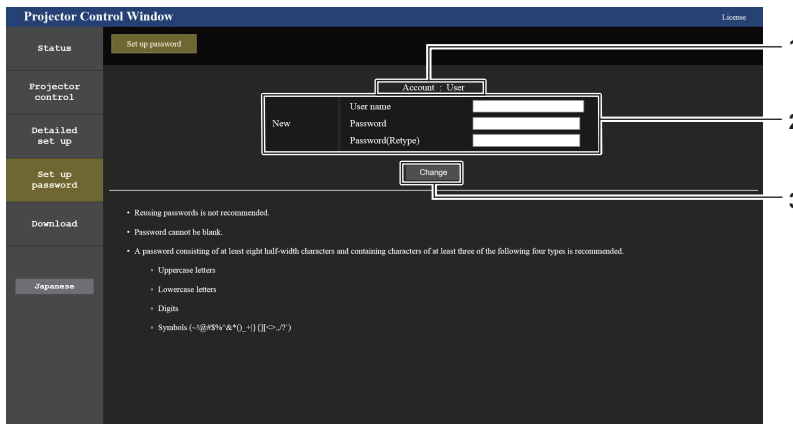 Projector Control Window
License
Status
Set up password
1
Projector
control
Account : User
User name
New
Password
2
Password(Retype)
Detailed
set up
Set up
password
Change
3
Download
• Reusing passwords is not recommended.
• Password cannot be blank.
• A password consisting of at least eight half-width characters and containing characters of at least three of the following four types is recommended.
◦ Uppercase letters
Japanese
◦ Lowercase letters
◦ Digits
◦ Symbols (~!@#$%^&*()_+|}{][<>.,/?`)